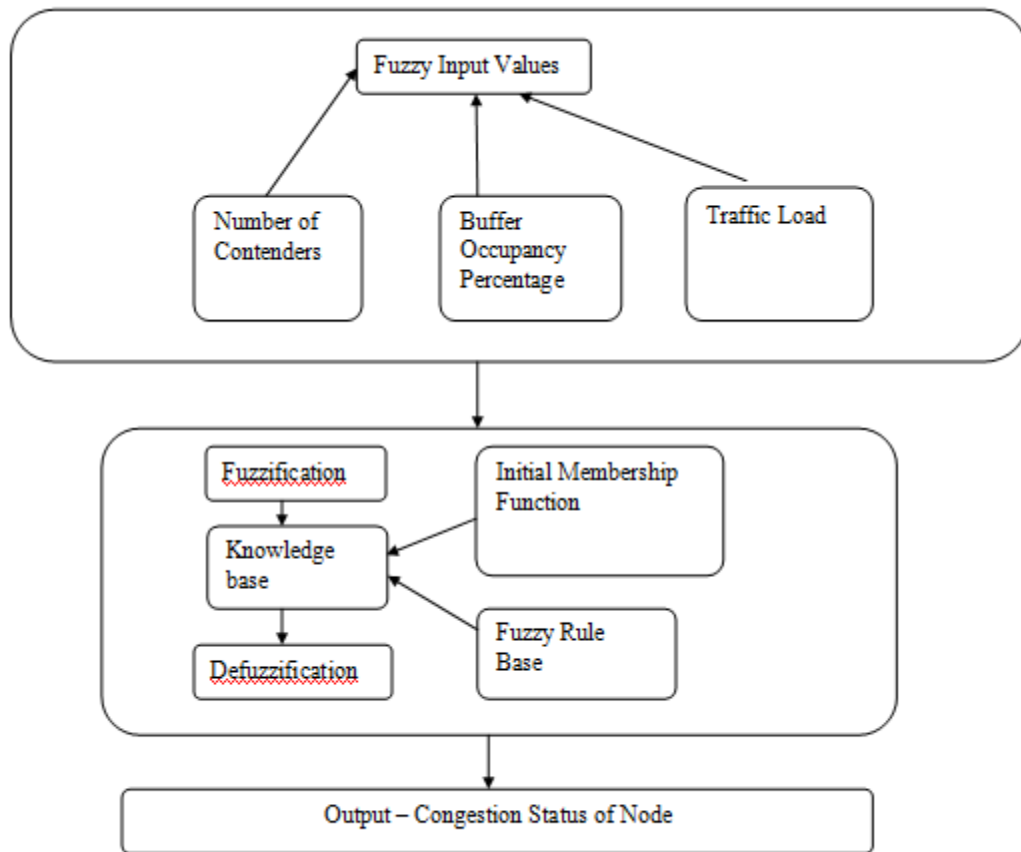 Fuzzy Input Values
Number of
Contenders
Buffer
Occupancy
Percentage
Traffic Load
Fuzzification
Initial Membership
Function
Knowledge
base
Fuzzy Rule
Base
Defuzzification
Output – Congestion Status of Node